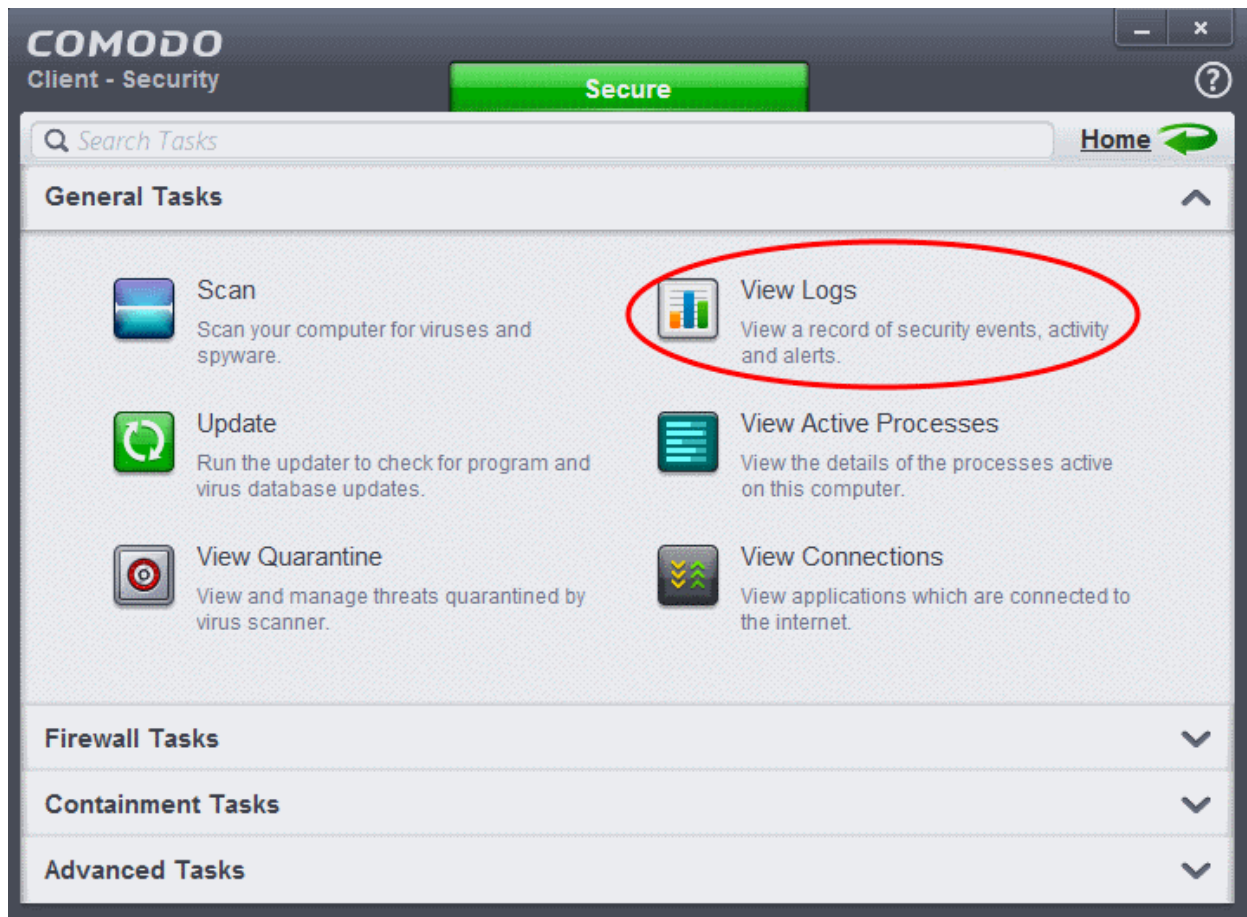 COMODO
Client - Security
Secure
?
Search Tasks
Home
General Tasks
Scan
Scan your computer for viruses and
spyware.
View Logs
View a record of security events, activity
and alerts.
Update
Run the updater to check for program and
virus database updates.
View Active Processes
View the details of the processes active
on this computer.
View Quarantine
View and manage threats quarantined by
virus scanner.
View Connections
View applications which are connected to
the internet.
Firewall Tasks
Containment Tasks
Advanced Tasks